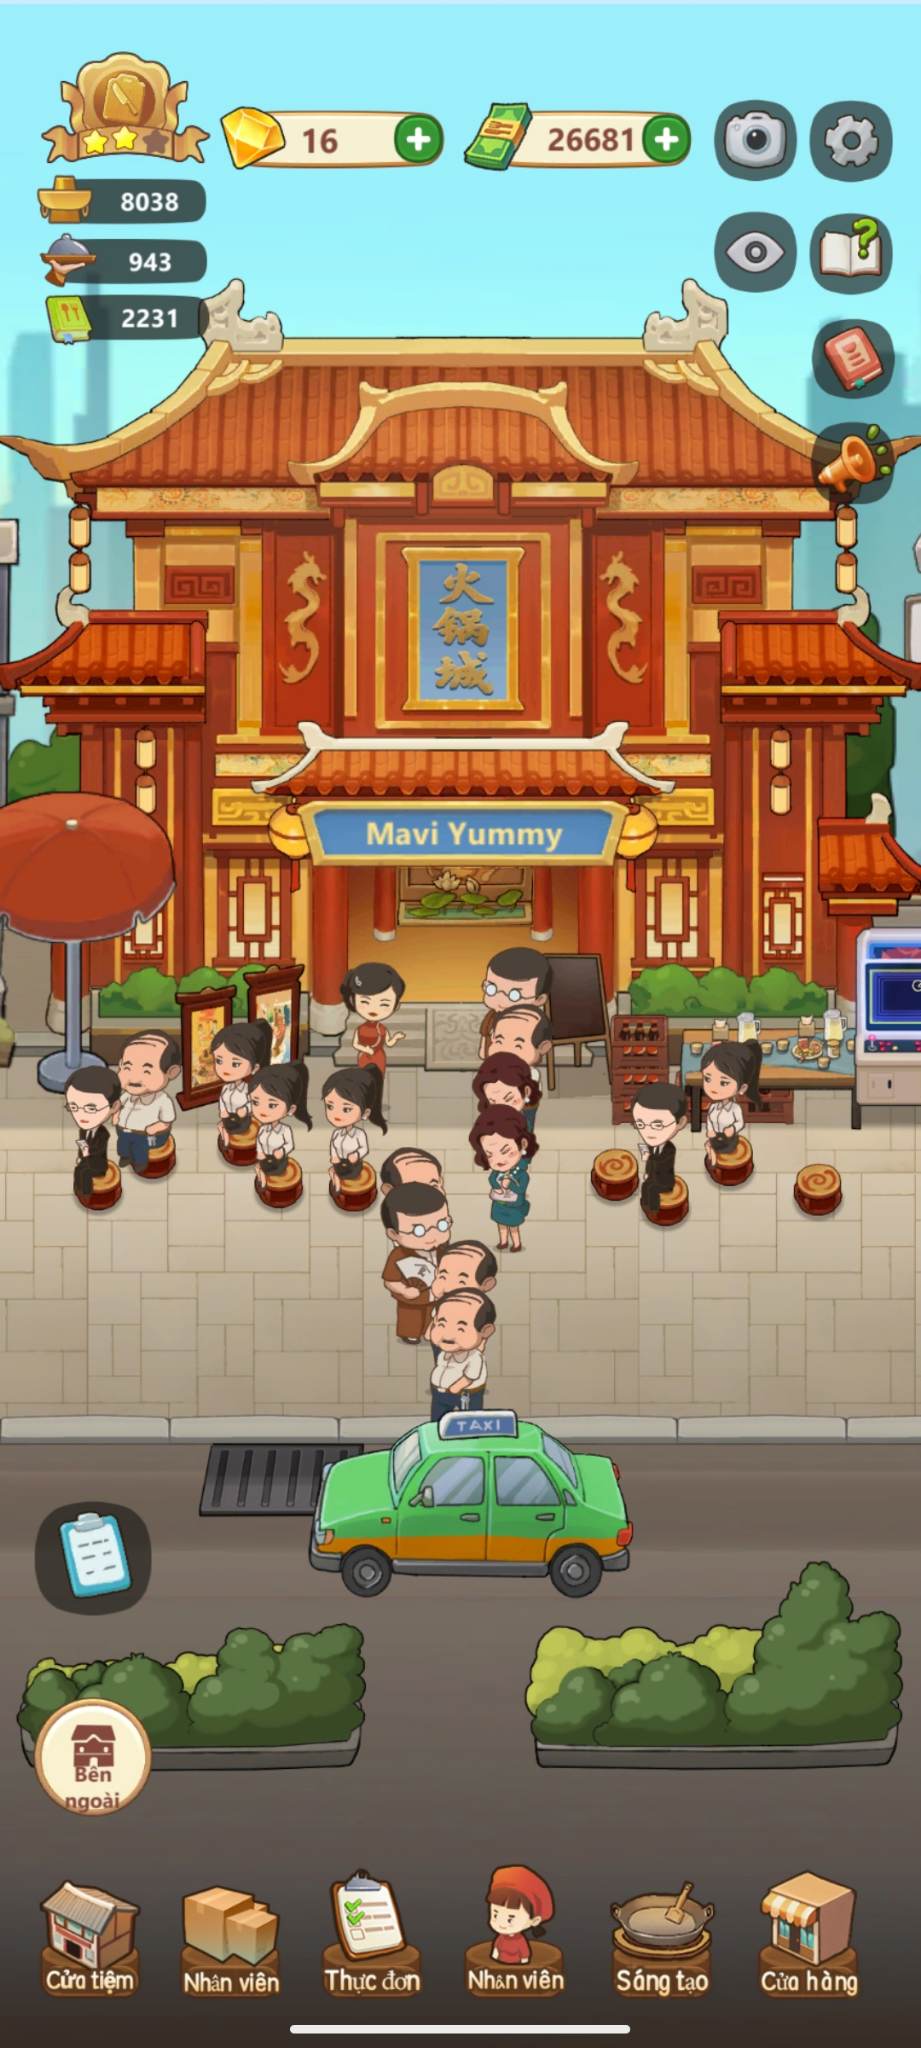 16
26681
8038
943
2231
火
锅
城
Mavi Yummy
TAXI
Bên
ngoài
Cửa tiệm
Nhân viên
Thực đơn
Nhân viên
Sáng tạo
Cửa hàng